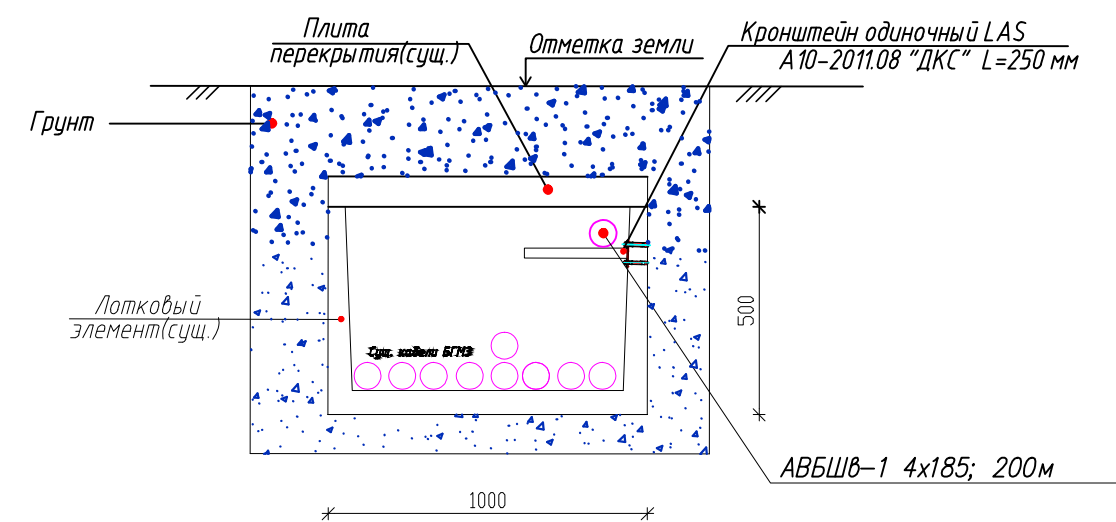 Плита
перекрытия(сущ.)
Отметка земли
Кронштейн одиночный LAS
А10-2011.08 "ДКС" L=250 мм
Грунт
Лотковый
элемент(сущ.)
Сущ. кабели БГМЭ
500
АВБШв-1 4х185; 200м
1000